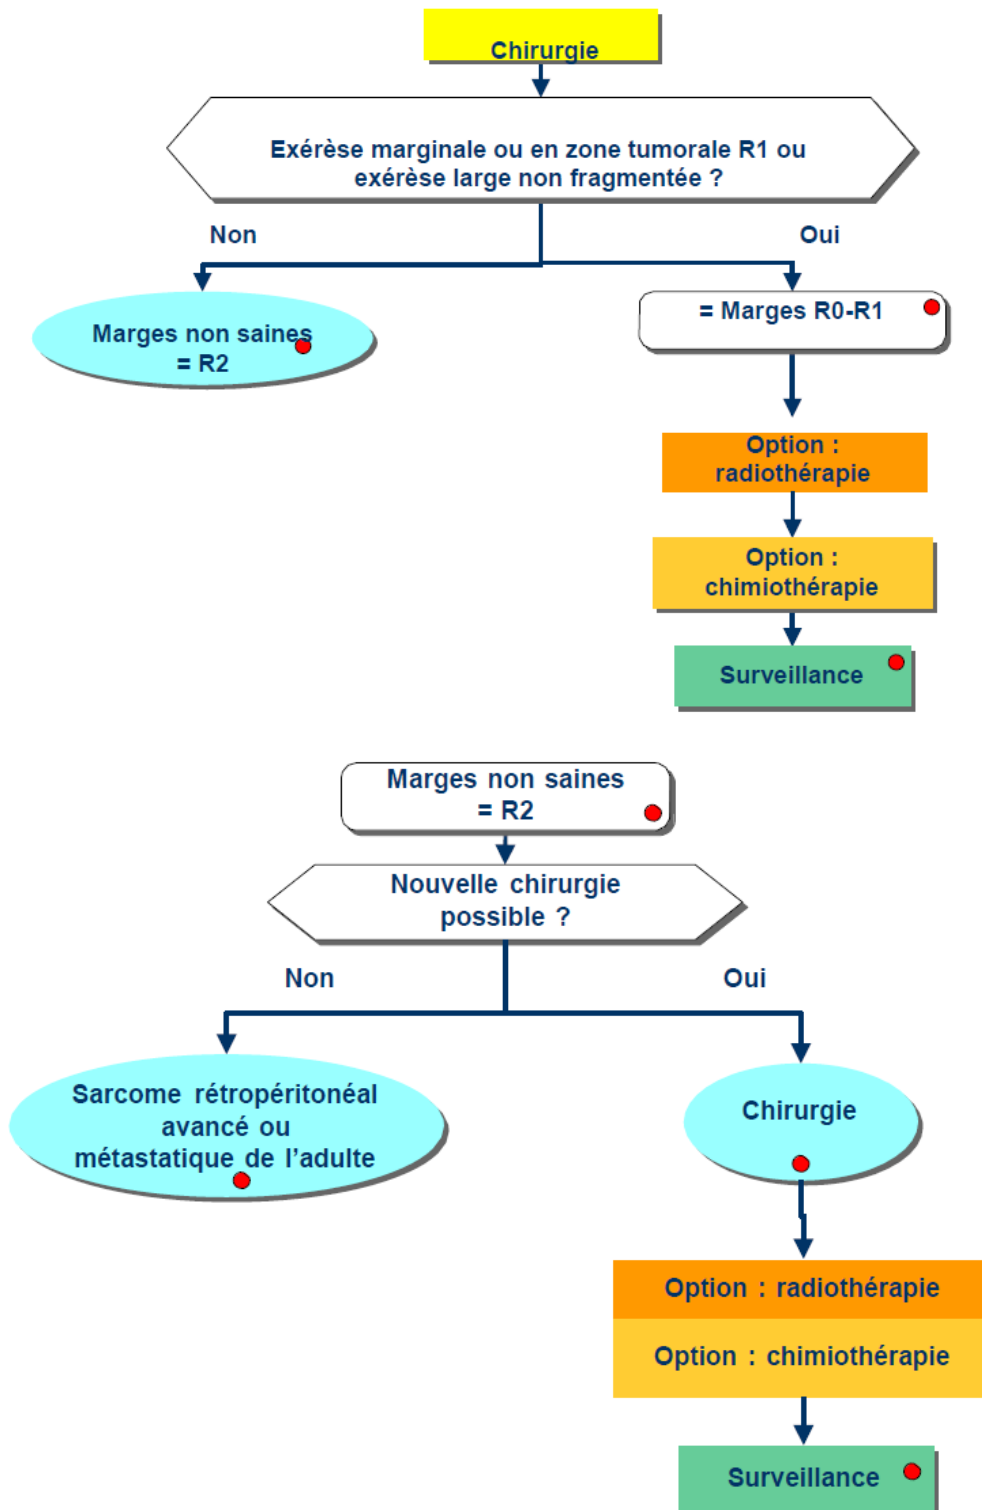 Chirurgie
Exérèse marginale ou en zone tumorale R1 ou
exérèse large non fragmentée ?
Non
Oui
Marges non saines
= R2
= Marges R0-R1
Option :
radiothérapie
Option :
chimiothérapie
Surveillance
Marges non saines
= R2
Nouvelle chirurgie
possible ?
Non
Oui
Sarcome rétropéritonéal
avancé ou
métastatique de l'adulte
Chirurgie
Option : radiothérapie
Option : chimiothérapie
Surveillance